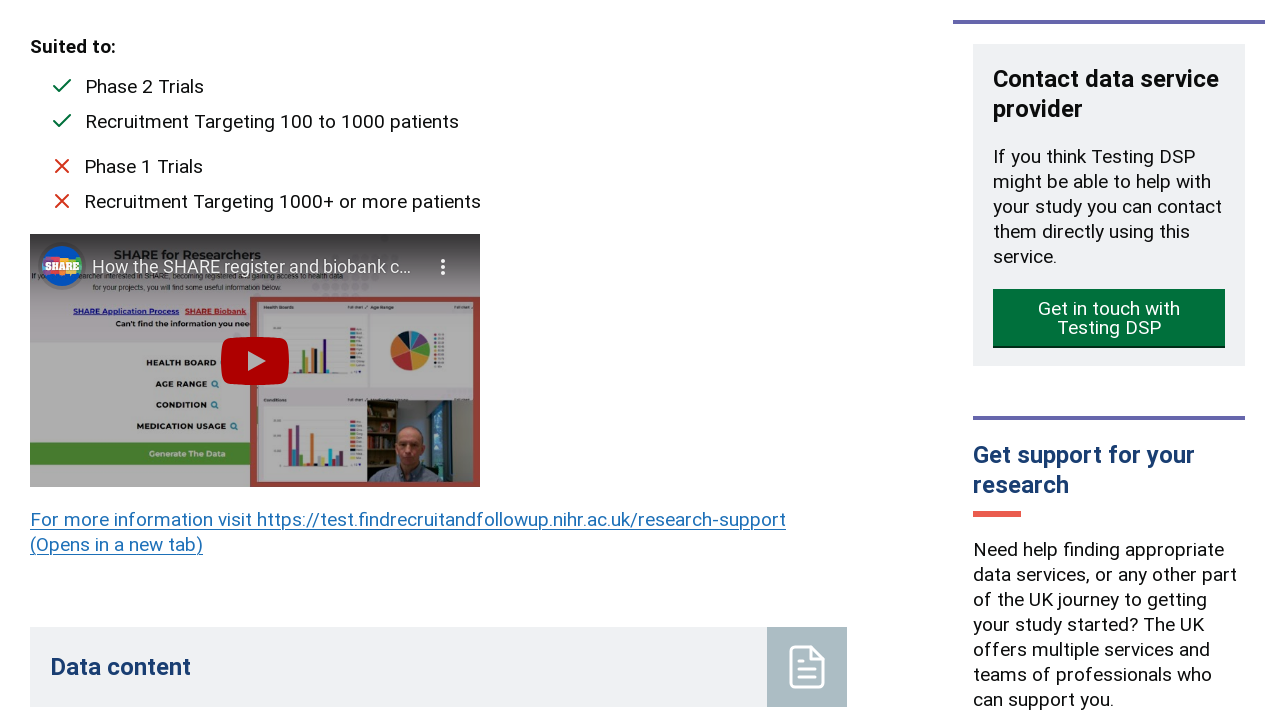 Suited to:
Phase 2 Trials
Recruitment Targeting 100 to 1000 patients
Phase 1 Trials
Recruitment Targeting 1000+ or more patients
SHARE for Researchers
SHARE
How the SHARE register and biobank c...
for your projects, you will find some useful information below.
SHARE Application Process SHARE Biobank
Can't find the information you nee
HEALTH BOARD
AGE RANGE
CONDITION
MEDICATION USAGE
Generate The Data
Health Boards
Age Range
Condition:
For more information visit https://test.findrecruitandfollowup.nihr.ac.uk/research-support
(Opens in a new tab)
Data content
Contact data service
provider
If you think Testing DSP
might be able to help with
your study you can contact
them directly using this
service.
Get in touch with
Testing DSP
Get support for your
research
Need help finding appropriate
data services, or any other part
of the UK journey to getting
your study started? The UK
offers multiple services and
teams of professionals who
can support you.